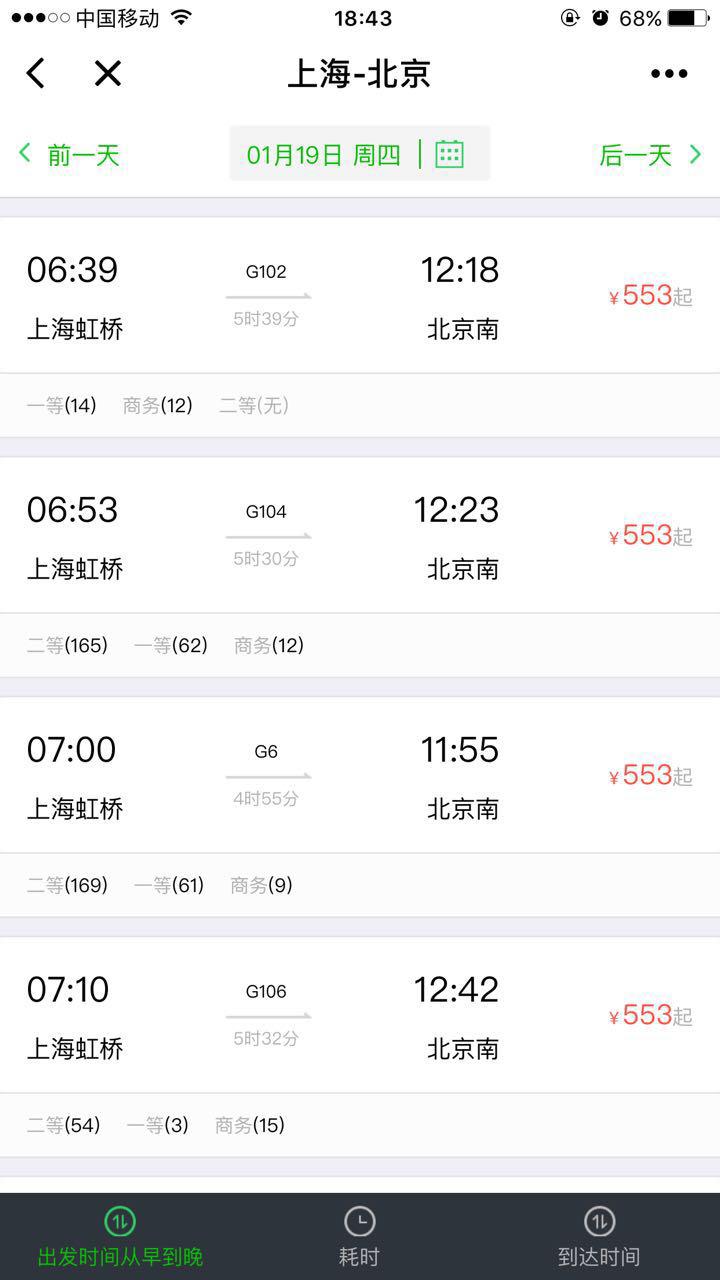 中国移动 18:43 68%
上海-北京
前一天 01月19日 周四 后一天
06:39 G102 12:18 ¥553起
上海虹桥 5时39分 北京南
一等(14) 商务(12) 二等(无)
06:53 G104 12:23 ¥553起
上海虹桥 5时30分 北京南
二等(165) 一等(62) 商务(12)
07:00 G6 11:55 ¥553起
上海虹桥 4时55分 北京南
二等(169) 一等(61) 商务(9)
07:10 G106 12:42 ¥553起
上海虹桥 5时32分 北京南
二等(54) 一等(3) 商务(15)
出发时间从早到晚 耗时 到达时间